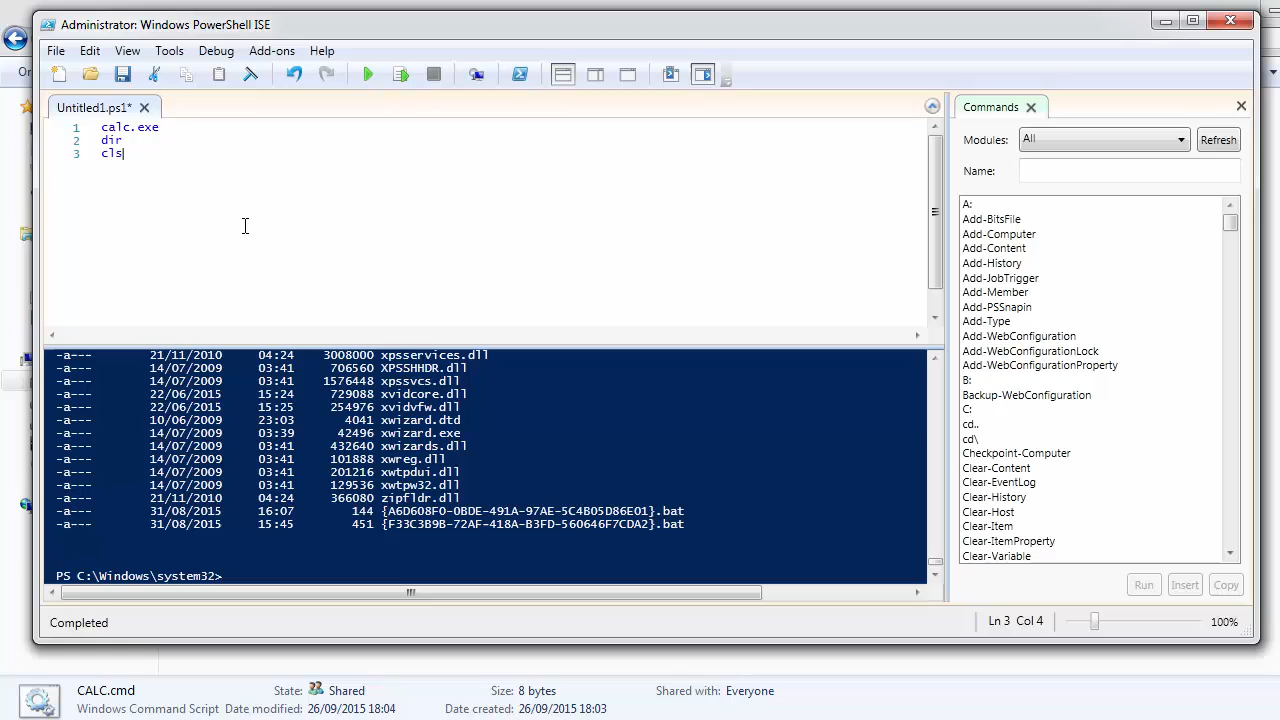 Administrator: Windows PowerShell ISE
File Edit View Tools Debug Add-ons Help
Untitled1.ps1*
1 calc.exe
2 dir
3 cls
-a--- 21/11/2010 04:24 3008000 xpsservices.dll
-a--- 14/07/2009 03:41 706560 XPSSHHDR.dll
-a--- 14/07/2009 03:41 1576448 xpssvcs.dll
-a--- 22/06/2015 15:24 729088 xvidcore.dll
-a--- 22/06/2015 15:25 254976 xvidvfw.dll
-a--- 10/06/2009 23:03 4041 xwizard.dtd
-a--- 14/07/2009 03:39 42496 xwizard.exe
-a--- 14/07/2009 03:41 432640 xwizards.dll
-a--- 14/07/2009 03:41 101888 xwreg.dll
-a--- 14/07/2009 03:41 201216 xwtpdui.dll
-a--- 14/07/2009 03:41 129536 xwtpw32.dll
-a--- 21/11/2010 04:24 366080 zipfldr.dll
-a--- 31/08/2015 16:07 144 {A6D608F0-0BDE-491A-97AE-5C4B05D86E01}.bat
-a--- 31/08/2015 15:45 451 {F33C3B9B-72AF-418A-B3FD-560646F7CDA2}.bat
PS C:\Windows\system32>
Commands
Modules: All Refresh
Name:
A:
Add-BitsFile
Add-Computer
Add-Content
Add-History
Add-JobTrigger
Add-Member
Add-PSSnapin
Add-Type
Add-WebConfiguration
Add-WebConfigurationLock
Add-WebConfigurationProperty
B:
Backup-WebConfiguration
C:
cd..
cd\
Checkpoint-Computer
Clear-Content
Clear-EventLog
Clear-History
Clear-Host
Clear-Item
Clear-ItemProperty
Clear-Variable
Run Insert Copy
Completed
Ln 3 Col 4
100%
Or
CALC.cmd State: Shared Size: 8 bytes Shared with: Everyone
Windows Command Script Date modified: 26/09/2015 18:04 Date created: 26/09/2015 18:03